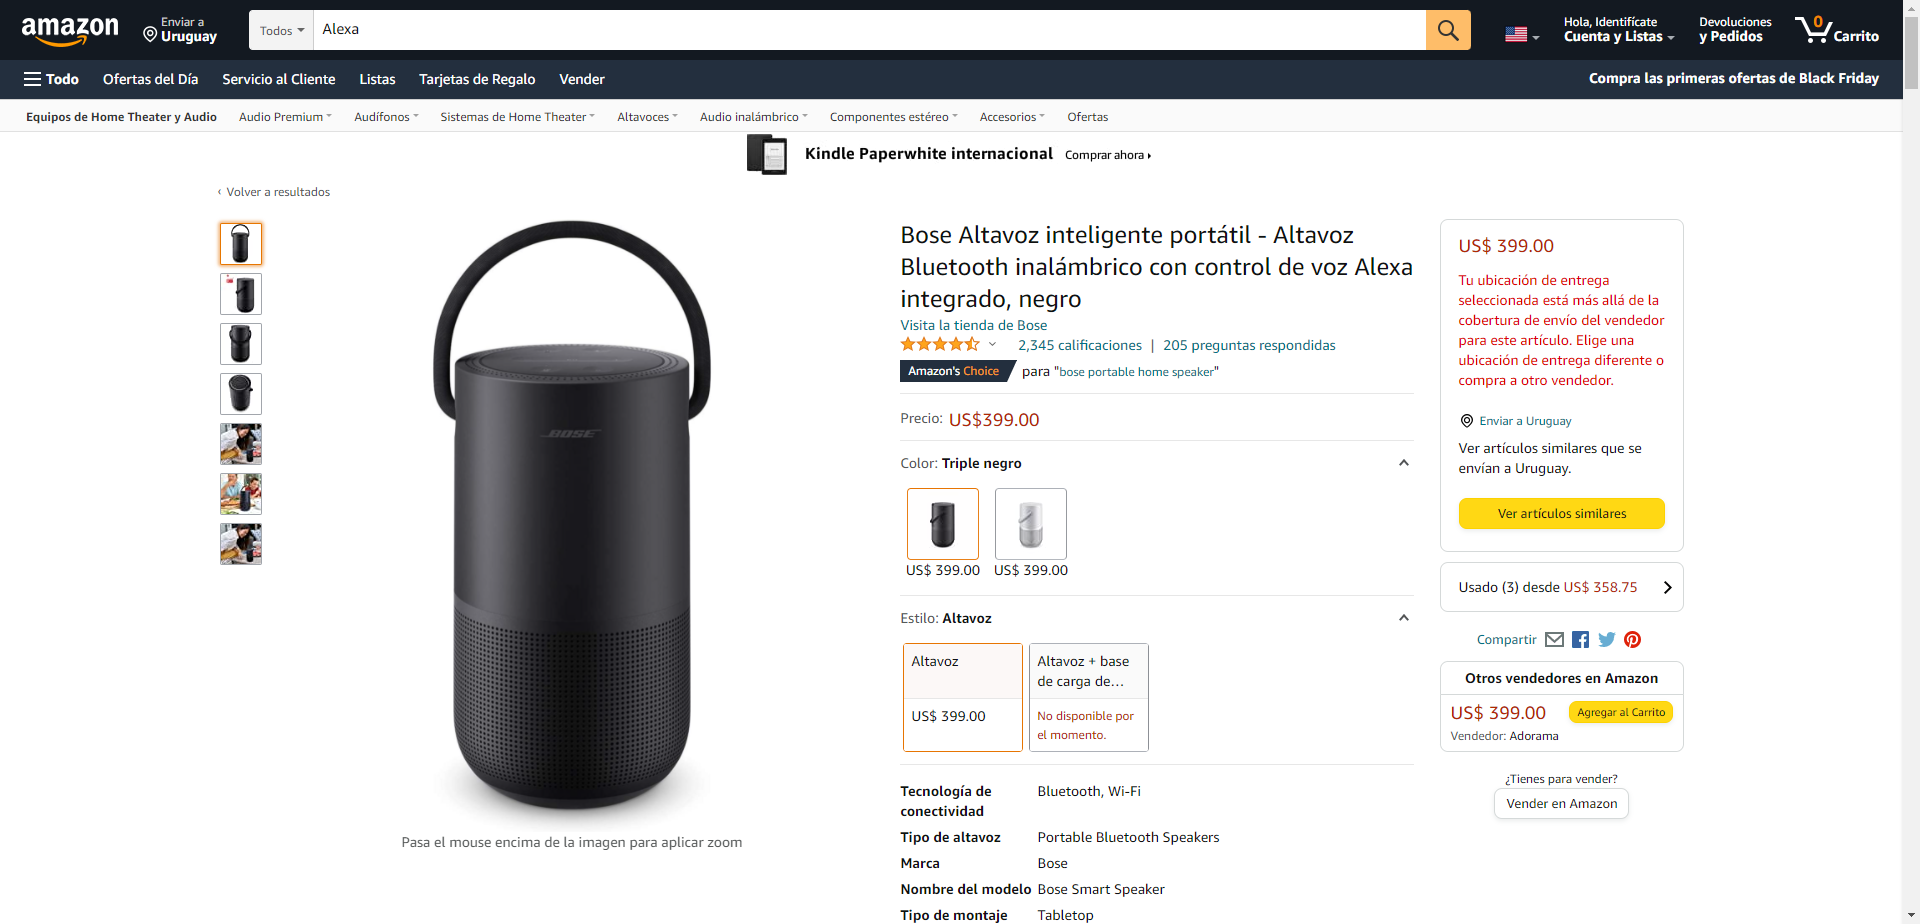 amazon
Enviar a
Uruguay
Todos
Alexa
Hola, Identifícate
Cuenta y Listas
Devoluciones
y Pedidos
0
Carrito
Todo
Ofertas del Día
Servicio al Cliente
Listas
Tarjetas de Regalo
Vender
Compra las primeras ofertas de Black Friday
Equipos de Home Theater y Audio
Audio Premium
Audífonos
Sistemas de Home Theater
Altavoces
Audio inalámbrico
Componentes estéreo
Accesorios
Ofertas
Kindle Paperwhite internacional
Comprar ahora
‹ Volver a resultados
BOSE
Pasa el mouse encima de la imagen para aplicar zoom
Bose Altavoz inteligente portátil - Altavoz
Bluetooth inalámbrico con control de voz Alexa
integrado, negro
Visita la tienda de Bose
2,345 calificaciones | 205 preguntas respondidas
Amazon's Choice para "bose portable home speaker"
Precio: US$399.00
Color: Triple negro
US$ 399.00
US$ 399.00
Estilo: Altavoz
Altavoz
US$ 399.00
Altavoz + base
de carga de…
No disponible por
el momento.
Tecnología de
conectividad
Bluetooth, Wi-Fi
Tipo de altavoz
Portable Bluetooth Speakers
Marca
Bose
Nombre del modelo
Bose Smart Speaker
Tipo de montaje
Tabletop
US$ 399.00
Tu ubicación de entrega
seleccionada está más allá de la
cobertura de envío del vendedor
para este artículo. Elige una
ubicación de entrega diferente o
compra a otro vendedor.
Enviar a Uruguay
Ver artículos similares que se
envían a Uruguay.
Ver artículos similares
Usado (3) desde US$ 358.75
Compartir
Otros vendedores en Amazon
US$ 399.00
Agregar al Carrito
Vendedor: Adorama
¿Tienes para vender?
Vender en Amazon